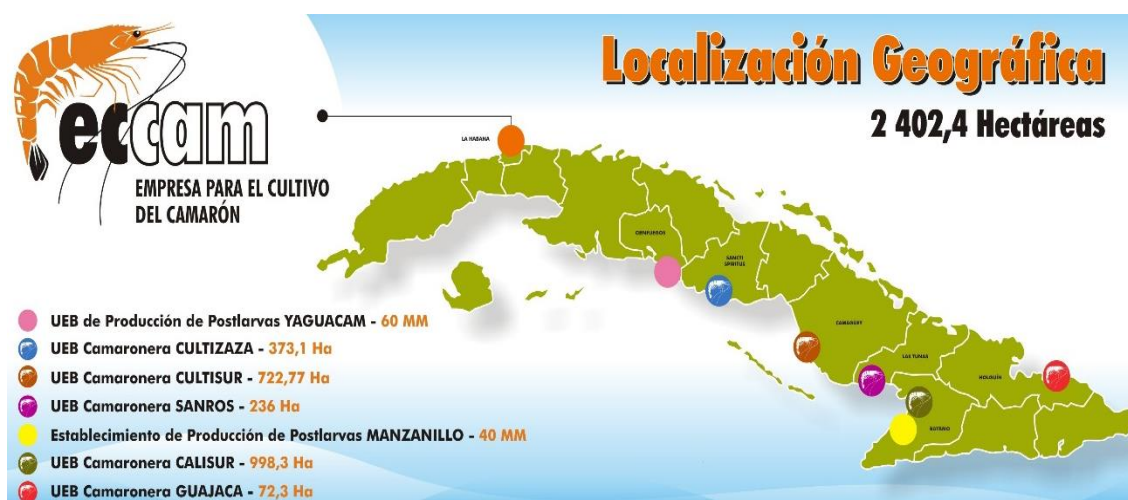 eccam
EMPRESA PARA EL CULTIVO
DEL CAMARÓN
Localización Geográfica
2 402,4 Hectáreas
LA HABANA
CIENFUEGOS
SANCTI
SPIRITUS
CAMAGUEY
LAS TUNAS
HOLGUÍN
GRANMA
UEB de Producción de Postlarvas YAGUACAM - 60 MM
UEB Camaronera CULTIZAZA - 373,1 Ha
UEB Camaronera CULTISUR - 722,77 Ha
UEB Camaronera SANROS - 236 Ha
Establecimiento de Producción de Postlarvas MANZANILLO - 40 MM
UEB Camaronera CALISUR - 998,3 Ha
UEB Camaronera GUAJACA - 72,3 Ha